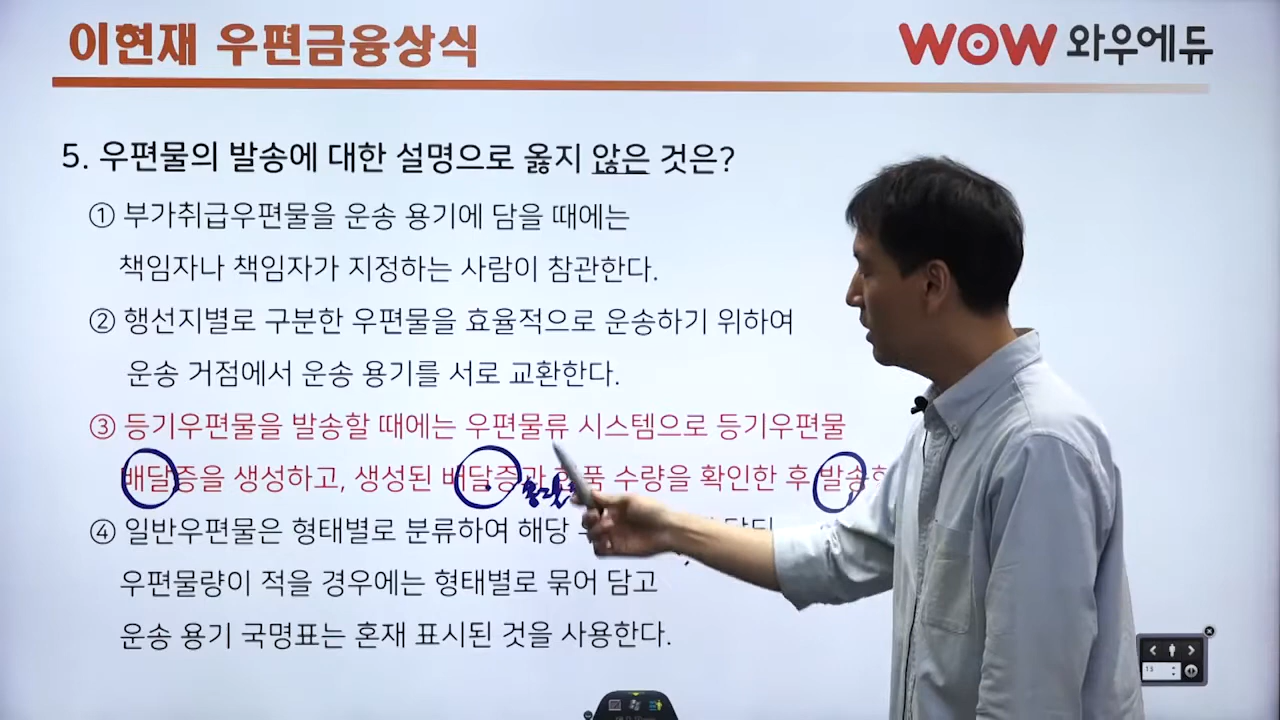 이현재 우편금융상식
WOW 와우에듀
5. 우편물의 발송에 대한 설명으로 옳지 않은 것은?
① 부가취급우편물을 운송 용기에 담을 때에는
책임자나 책임자가 지정하는 사람이 참관한다.
② 행선지별로 구분한 우편물을 효율적으로 운송하기 위하여
운송 거점에서 운송 용기를 서로 교환한다.
③ 등기우편물을 발송할 때에는 우편물류 시스템으로 등기우편물
배달증을 생성하고, 생성된 배달증과 수량을 확인한 후 발송
④ 일반우편물은 형태별로 분류하여 해당
우편물량이 적을 경우에는 형태별로 묶어 담고
운송 용기 국명표는 혼재 표시된 것을 사용한다.
13